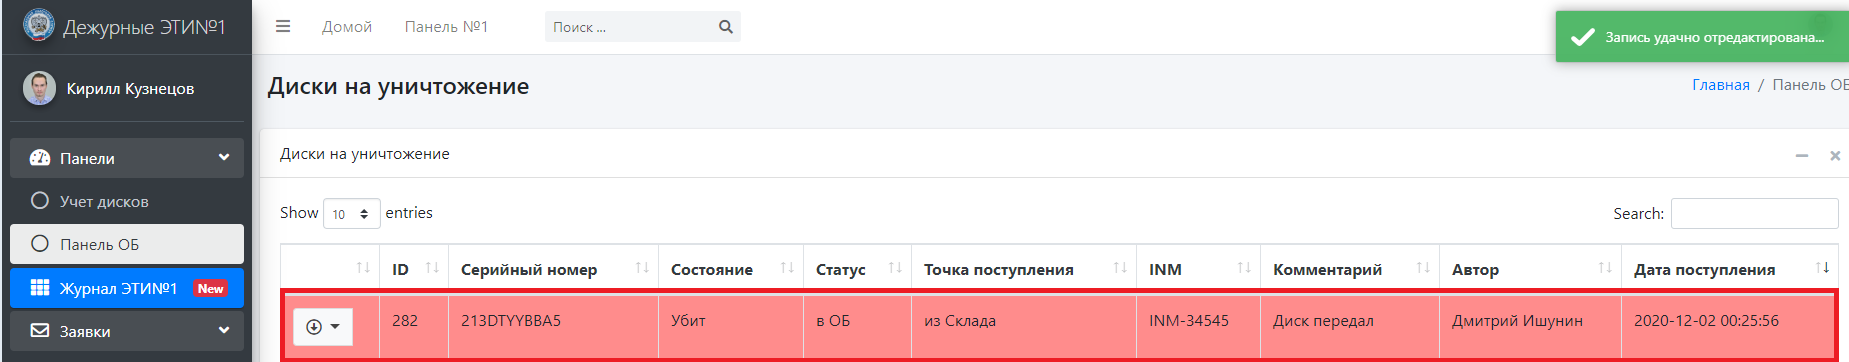 Дежурные ЭТИ№1
Домой Панель №1 Поиск ...
Запись удачно отредактирована...
Кирилл Кузнецов
Диски на уничтожение
Главная / Панель ОБ
Панели
Диски на уничтожение
Учет дисков
Show 10 entries Search:
Панель ОБ
ID Серийный номер Состояние Статус Точка поступления INM Комментарий Автор Дата поступления
Журнал ЭТИ№1 New
282 213DTYYBBA5 Убит в ОБ из Склада INM-34545 Диск передал Дмитрий Ишунин 2020-12-02 00:25:56
Заявки